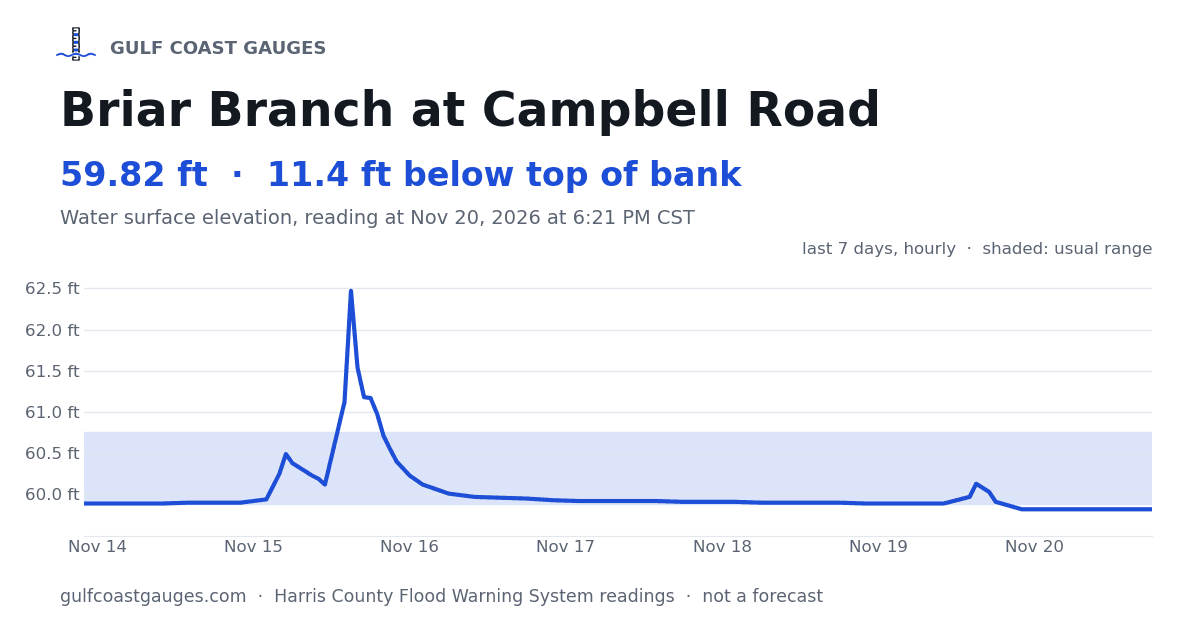 GULF COAST GAUGES
Briar Branch at Campbell Road
59.82 ft · 11.4 ft below top of bank
Water surface elevation, reading at Nov 20, 2026 at 6:21 PM CST
last 7 days, hourly · shaded: usual range
62.5 ft
62.0 ft
61.5 ft
61.0 ft
60.5 ft
60.0 ft
Nov 14 Nov 15 Nov 16 Nov 17 Nov 18 Nov 19 Nov 20
gulfcoastgauges.com · Harris County Flood Warning System readings · not a forecast